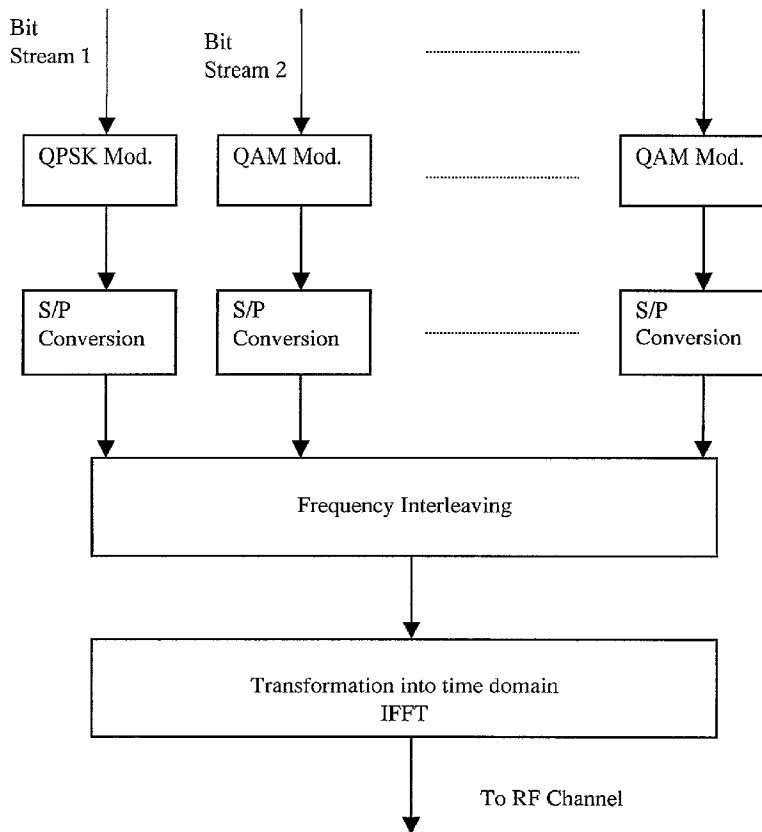 Bit
Stream 1
Bit
Stream 2
QPSK Mod.
QAM Mod.
QAM Mod.
S/P
Conversion
S/P
Conversion
S/P
Conversion
Frequency Interleaving
Transformation into time domain
IFFT
To RF Channel